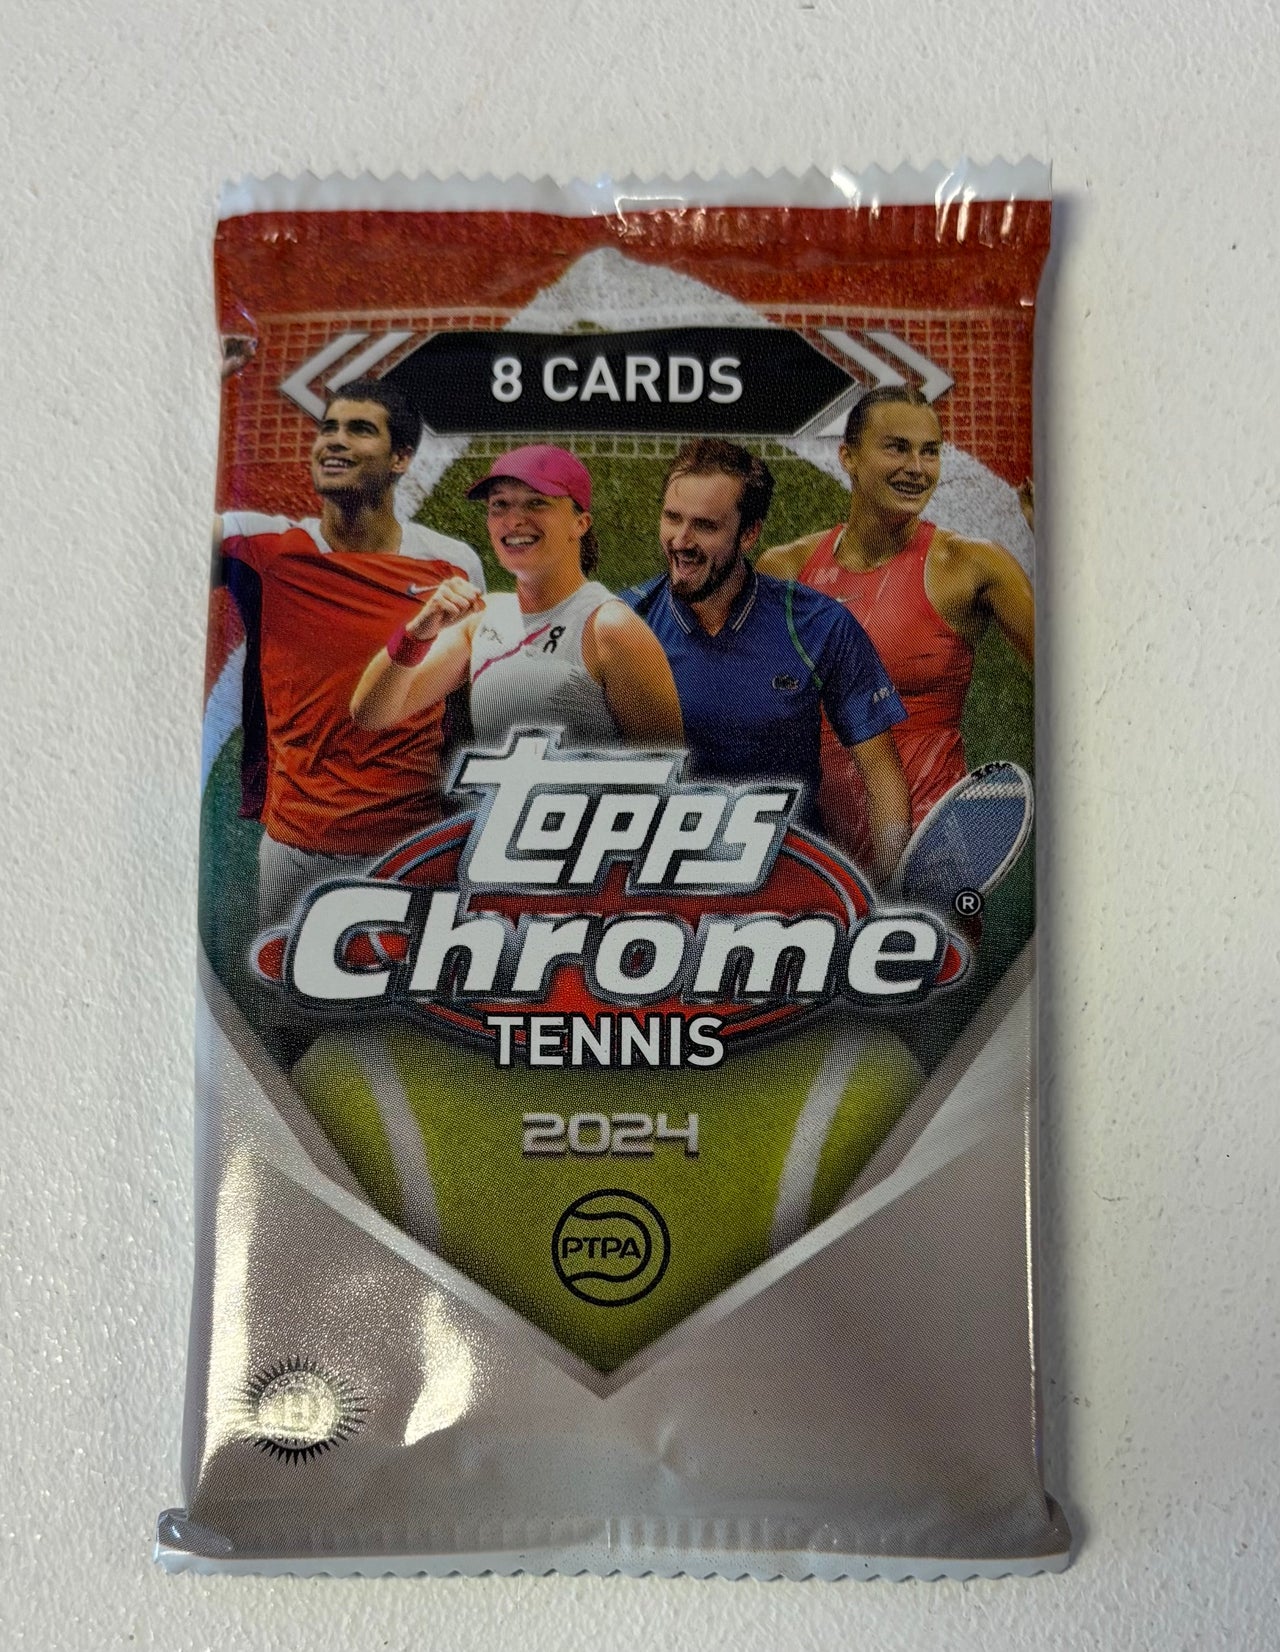 8 CARDS
Topps
Chrome®
TENNIS
2024
PTPA